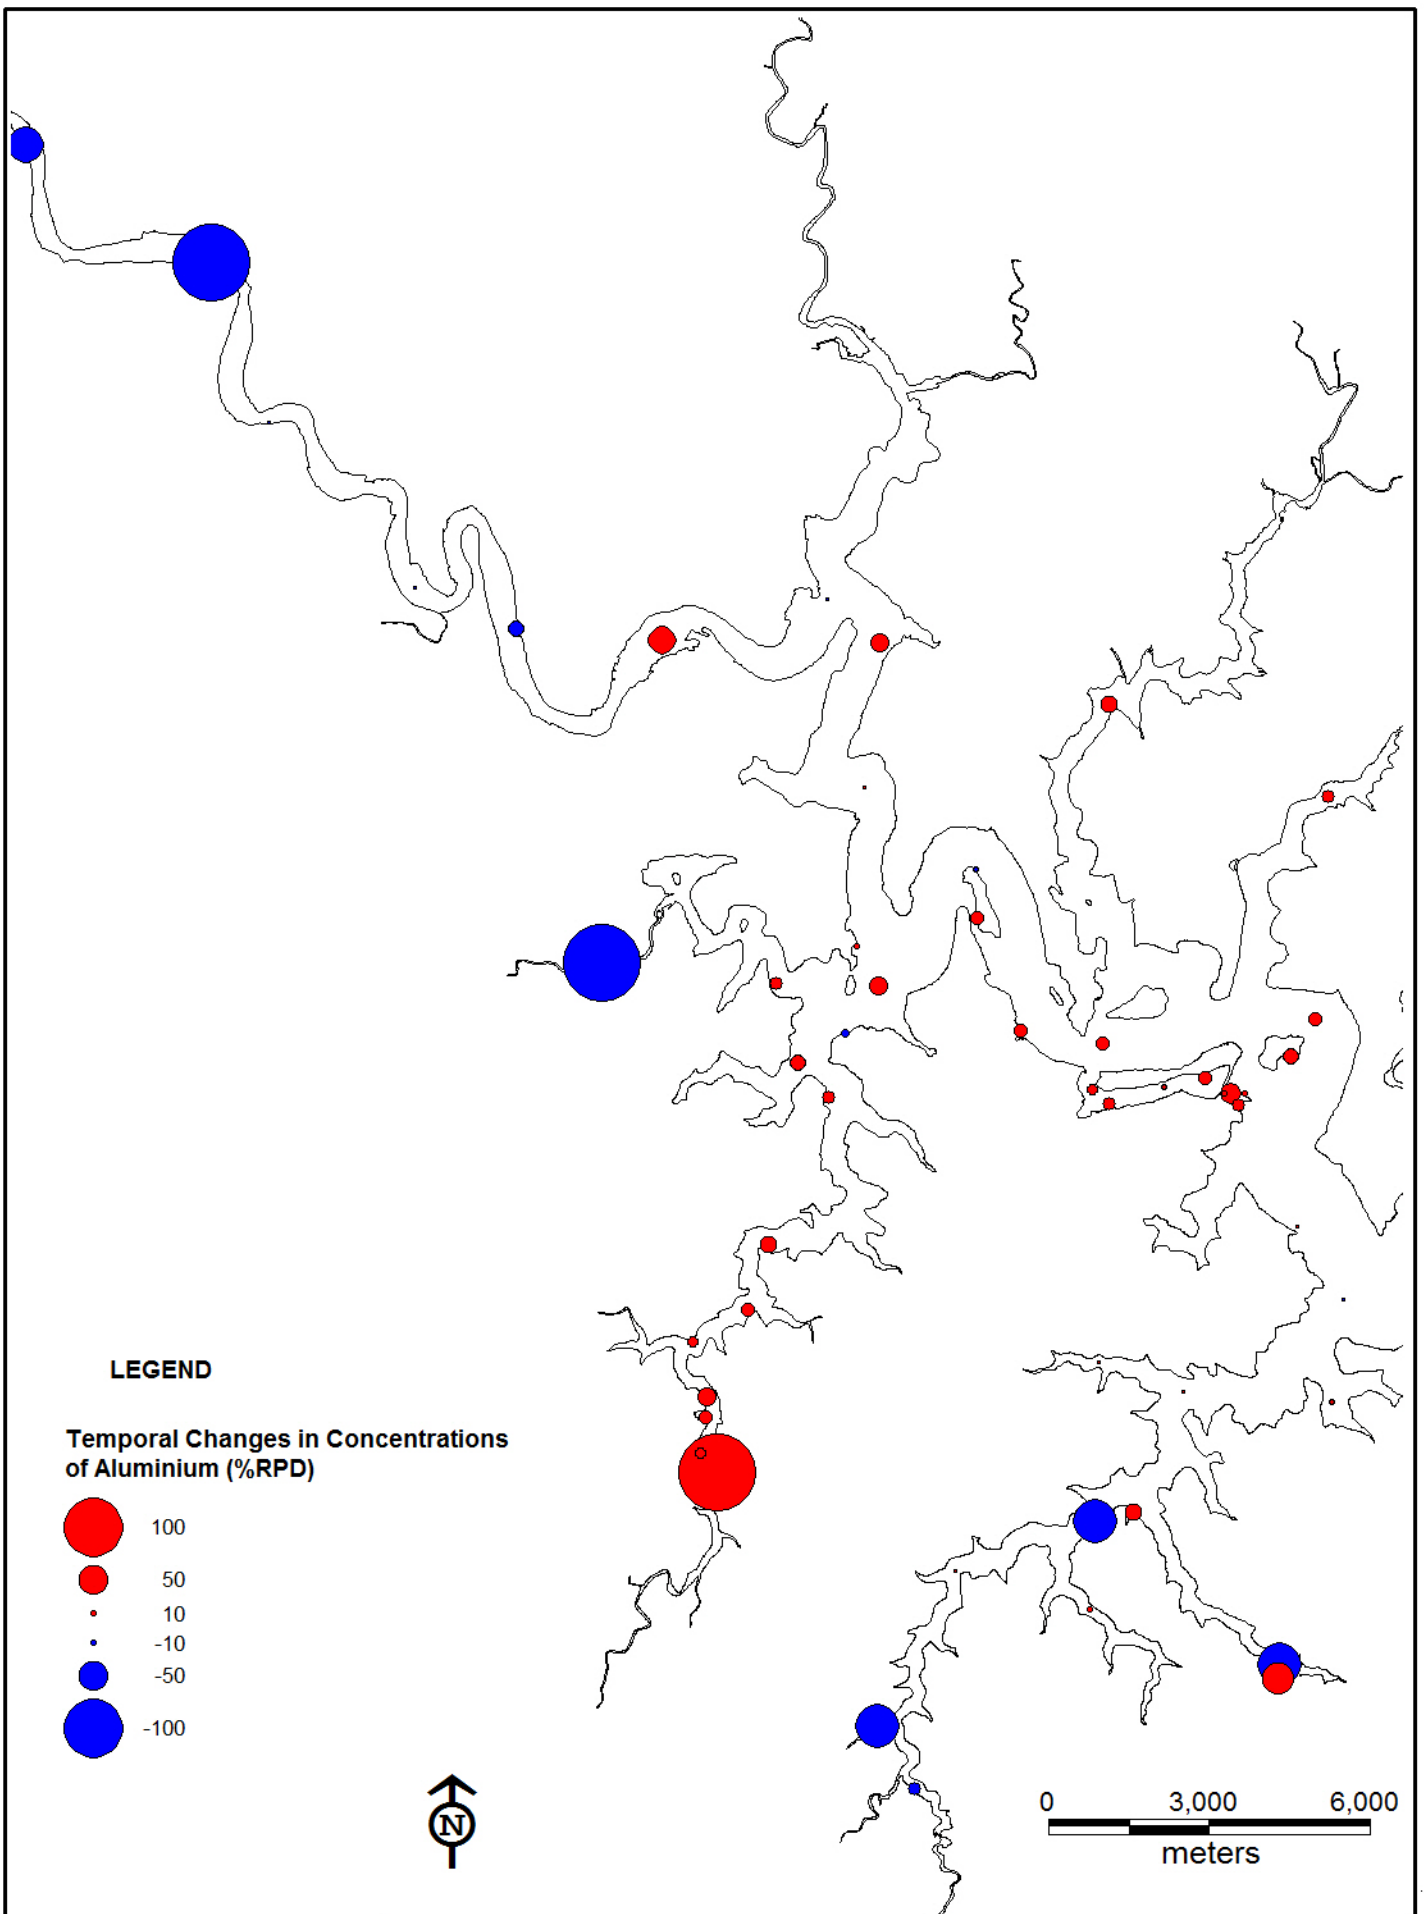 LEGEND
Temporal Changes in Concentrations
of Aluminium (%RPD)
100
50
10
-10
-50
-100
N
0 3,000 6,000
meters